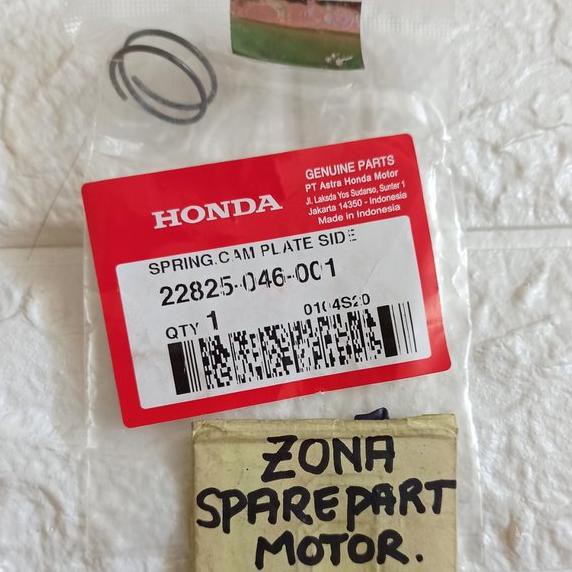 HONDA
GENUINE PARTS
PT Astra Honda Motor
Jl. Laksda Yos Sudarso, Sunter 1
Jakarta 14350 - Indonesia
Made in Indonesia
SPRING,CAM PLATE SIDE
22825-046-001
0104S20
QTY 1
ZONA
SPAREPART
MOTOR.